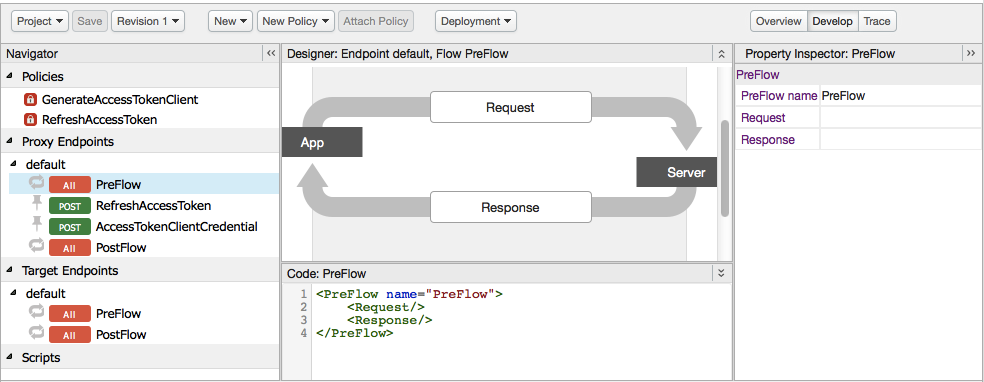 Project Save Revision 1 New New Policy Attach Policy Deployment Overview Develop Trace
Navigator
Policies
GenerateAccessTokenClient
RefreshAccessToken
Proxy Endpoints
default
All PreFlow
POST RefreshAccessToken
POST AccessTokenClientCredential
All PostFlow
Target Endpoints
default
All PreFlow
All PostFlow
Scripts
Designer: Endpoint default, Flow PreFlow
Request
App
Server
Response
Code: PreFlow
1 <PreFlow name="PreFlow">
2 <Request/>
3 <Response/>
4 </PreFlow>
Property Inspector: PreFlow
PreFlow
PreFlow name PreFlow
Request
Response